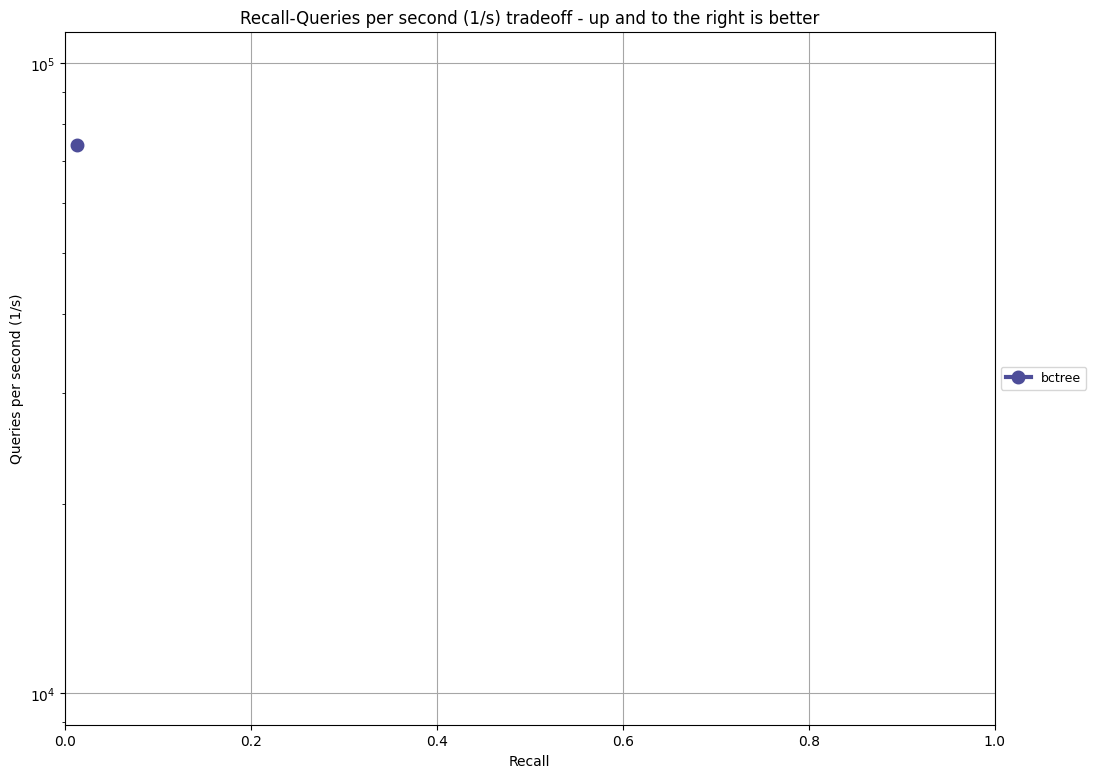 Recall-Queries per second (1/s) tradeoff - up and to the right is better
10^5
10^4
Queries per second (1/s)
bctree
0.0 0.2 0.4 0.6 0.8 1.0
Recall